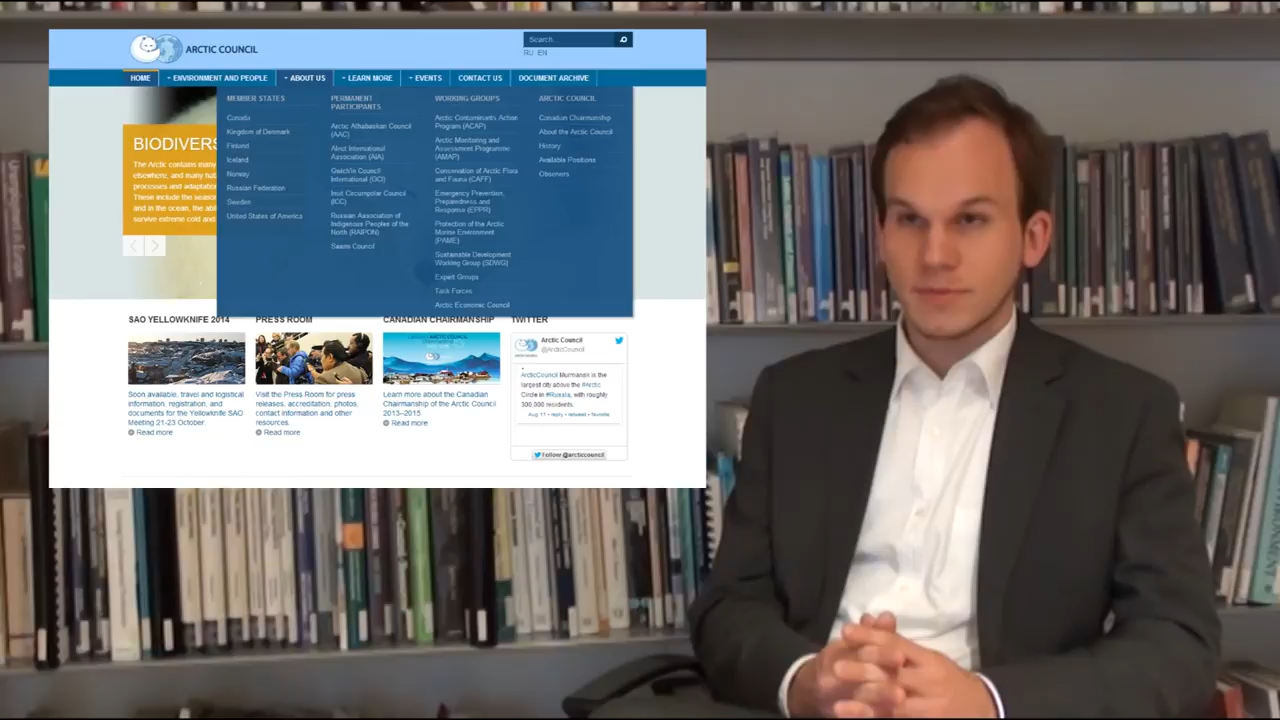 ARCTIC COUNCIL
Search...
RU EN
HOME
ENVIRONMENT AND PEOPLE
ABOUT US
LEARN MORE
EVENTS
CONTACT US
DOCUMENT ARCHIVE
MEMBER STATES
Canada
Kingdom of Denmark
Finland
Iceland
Norway
Russian Federation
Sweden
United States of America
PERMANENT
PARTICIPANTS
Arctic Athabaskan Council
(AAC)
Aleut International
Association (AIA)
Gwich'in Council
International (GCI)
Inuit Circumpolar Council
(ICC)
Russian Association of
Indigenous Peoples of the
North (RAIPON)
Saami Council
WORKING GROUPS
Arctic Contaminants Action
Program (ACAP)
Arctic Monitoring and
Assessment Programme
(AMAP)
Conservation of Arctic Flora
and Fauna (CAFF)
Emergency Prevention,
Preparedness and
Response (EPPR)
Protection of the Arctic
Marine Environment
(PAME)
Sustainable Development
Working Group (SDWG)
Expert Groups
Task Forces
Arctic Economic Council
ARCTIC COUNCIL
Canadian Chairmanship
About the Arctic Council
History
Available Positions
Observers
BIODIVERS
The Arctic contains many
elsewhere, and many hat
processes and adaptation
These include the season
and in the ocean, the abil
survive extreme cold and
SAO YELLOWKNIFE 2014
Soon available, travel and logistical
information, registration, and
documents for the Yellowknife SAO
Meeting 21-23 October.
Read more
PRESS ROOM
Visit the Press Room for press
releases, accreditation, photos,
contact information and other
resources.
Read more
CANADIAN CHAIRMANSHIP
Learn more about the Canadian
Chairmanship of the Arctic Council
2013–2015.
Read more
TWITTER
Arctic Council
@ArcticCouncil
ArcticCouncil Murmansk is the
largest city above the #Arctic
Circle in #Russia, with roughly
300,000 residents.
Aug 11 • reply • retweet • favorite
Follow @arcticcouncil